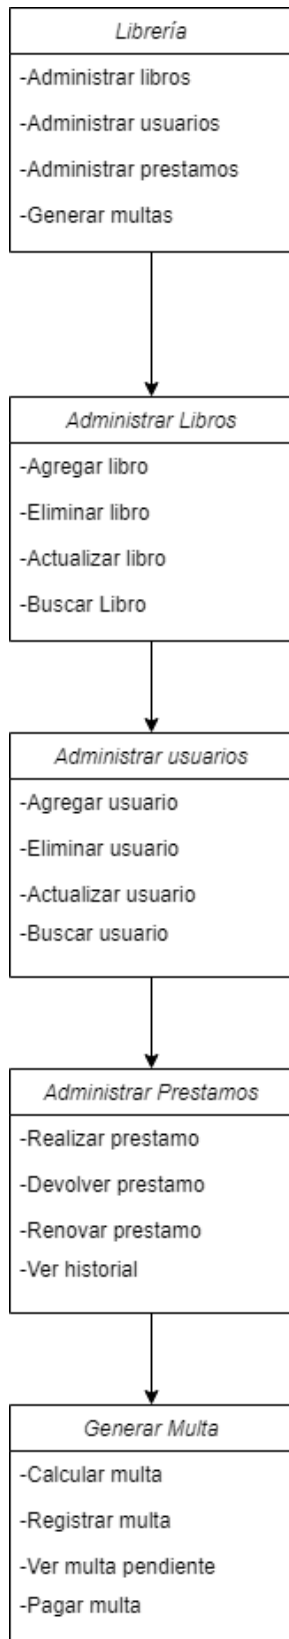 Librería
-Administrar libros
-Administrar usuarios
-Administrar prestamos
-Generar multas
Administrar Libros
-Agregar libro
-Eliminar libro
-Actualizar libro
-Buscar Libro
Administrar usuarios
-Agregar usuario
-Eliminar usuario
-Actualizar usuario
-Buscar usuario
Administrar Prestamos
-Realizar prestamo
-Devolver prestamo
-Renovar prestamo
-Ver historial
Generar Multa
-Calcular multa
-Registrar multa
-Ver multa pendiente
-Pagar multa